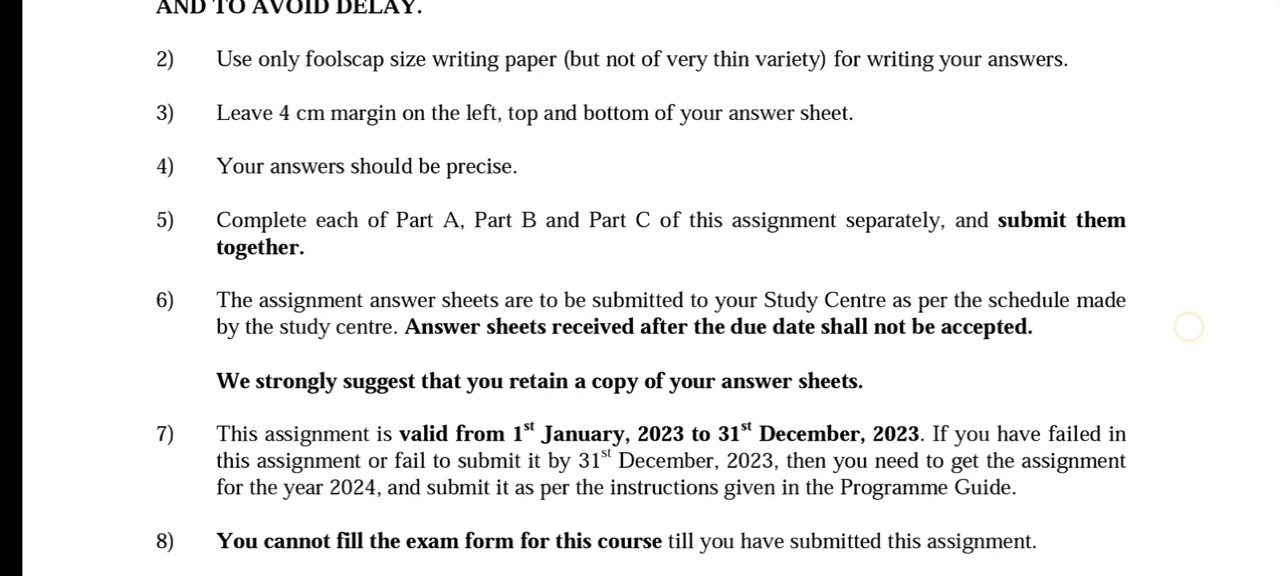 AND TO AVOID DELAY.
2) Use only foolscap size writing paper (but not of very thin variety) for writing your answers.
3) Leave 4 cm margin on the left, top and bottom of your answer sheet.
4) Your answers should be precise.
5) Complete each of Part A, Part B and Part C of this assignment separately, and submit them
together.
6) The assignment answer sheets are to be submitted to your Study Centre as per the schedule made
by the study centre. Answer sheets received after the due date shall not be accepted.
We strongly suggest that you retain a copy of your answer sheets.
7) This assignment is valid from 1st January, 2023 to 31st December, 2023. If you have failed in
this assignment or fail to submit it by 31st December, 2023, then you need to get the assignment
for the year 2024, and submit it as per the instructions given in the Programme Guide.
8) You cannot fill the exam form for this course till you have submitted this assignment.